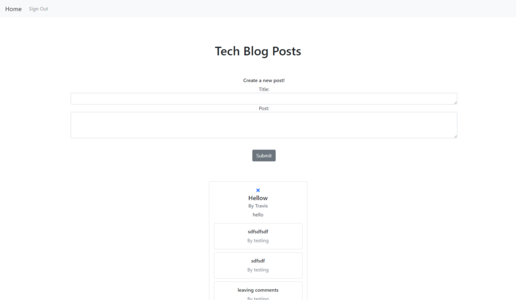 Home Sign Out
Tech Blog Posts
Create a new post!
Title:
Post:
Submit
×
Hellow
By Travis
hello
sdfsdfsdf
By testing
sdfsdf
By testing
leaving comments
By testing